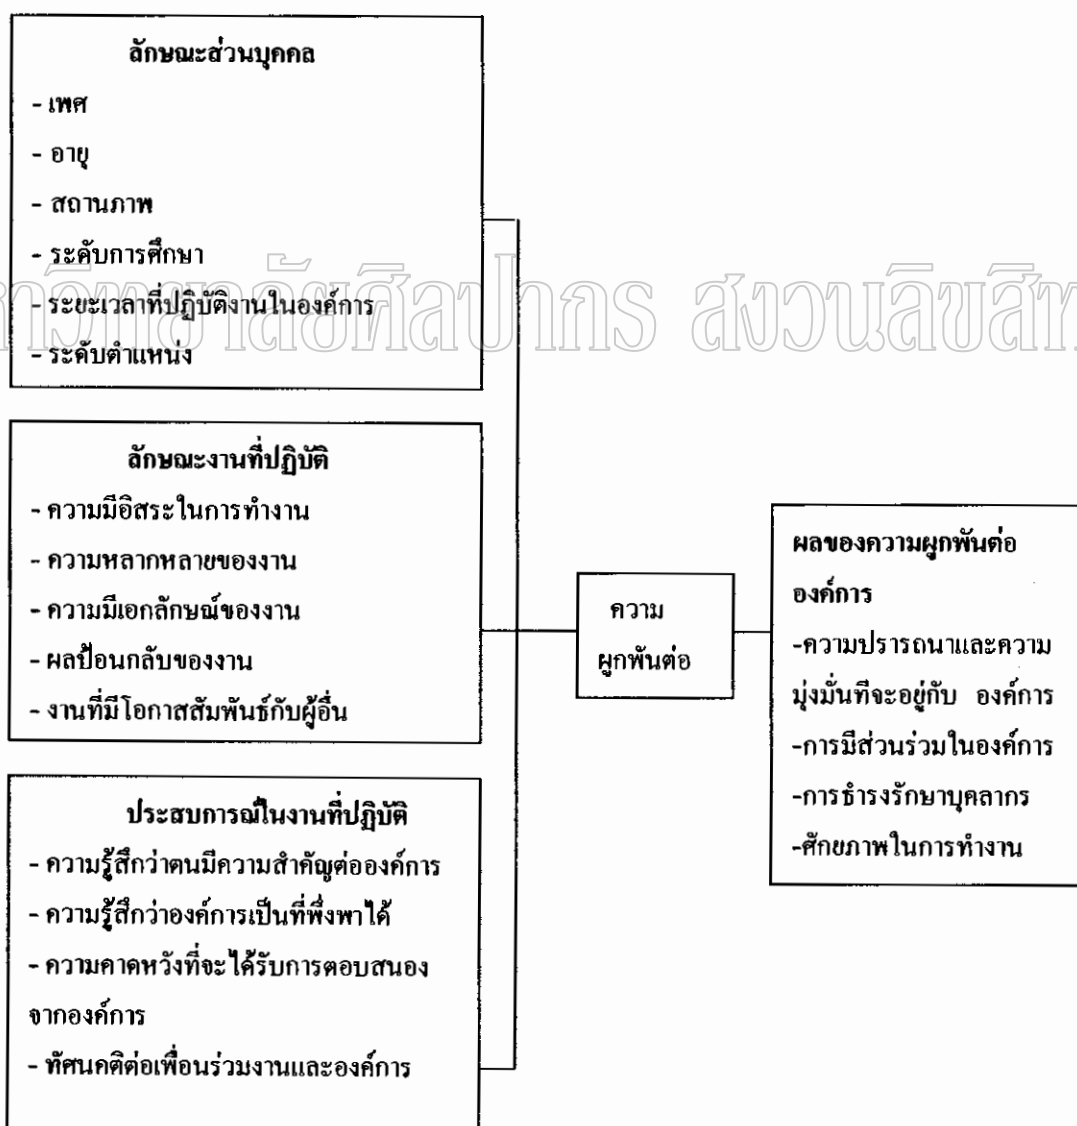 ลักษณะส่วนบุคคล
- เพศ
- อายุ
- สถานภาพ
- ระดับการศึกษา
- ระยะเวลาที่ปฏิบัติงานในองค์การ
- ระดับตำแหน่ง
ลักษณะงานที่ปฏิบัติ
- ความมีอิสระในการทำงาน
- ความหลากหลายของงาน
- ความมีเอกลักษณ์ของงาน
- ผลป้อนกลับของงาน
- งานที่มีโอกาสสัมพันธ์กับผู้อื่น
ประสบการณ์ในงานที่ปฏิบัติ
- ความรู้สึกว่าตนมีความสำคัญต่อองค์การ
- ความรู้สึกว่าองค์การเป็นที่พึ่งพาได้
- ความคาดหวังที่จะได้รับการตอบสนอง
จากองค์การ
- ทัศนคติต่อเพื่อนร่วมงานและองค์การ
ความ
ผูกพันต่อ
ผลของความผูกพันต่อ
องค์การ
-ความปรารถนาและความ
มุ่งมั่นที่จะอยู่กับ องค์การ
-การมีส่วนร่วมในองค์การ
-การธำรงรักษาบุคลากร
-ศักยภาพในการทำงาน